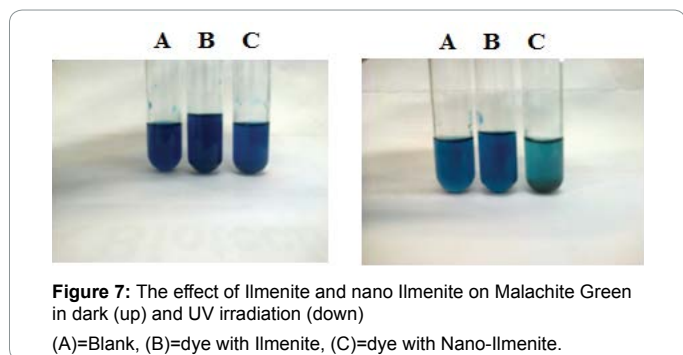 A B C
A B C
Figure 7: The effect of Ilmenite and nano Ilmenite on Malachite Green
in dark (up) and UV irradiation (down)
(A)=Blank, (B)=dye with Ilmenite, (C)=dye with Nano-Ilmenite.